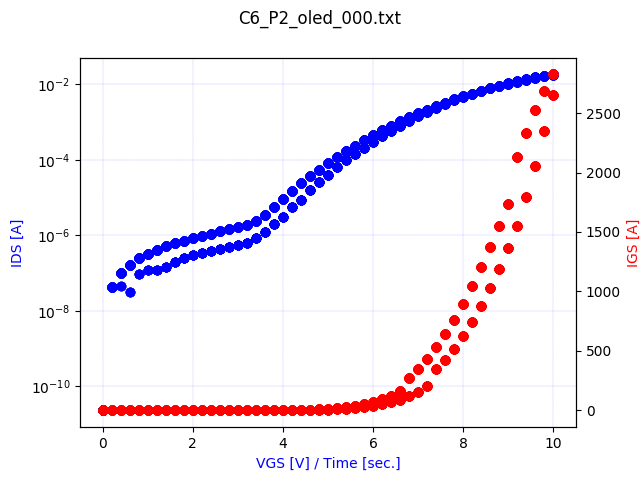 C6_P2_oled_000.txt
10⁻²
10⁻⁴
10⁻⁶
10⁻⁸
10⁻¹⁰
IDS [A]
2500
2000
1500
1000
500
0
IGS [A]
0 2 4 6 8 10
VGS [V] / Time [sec.]